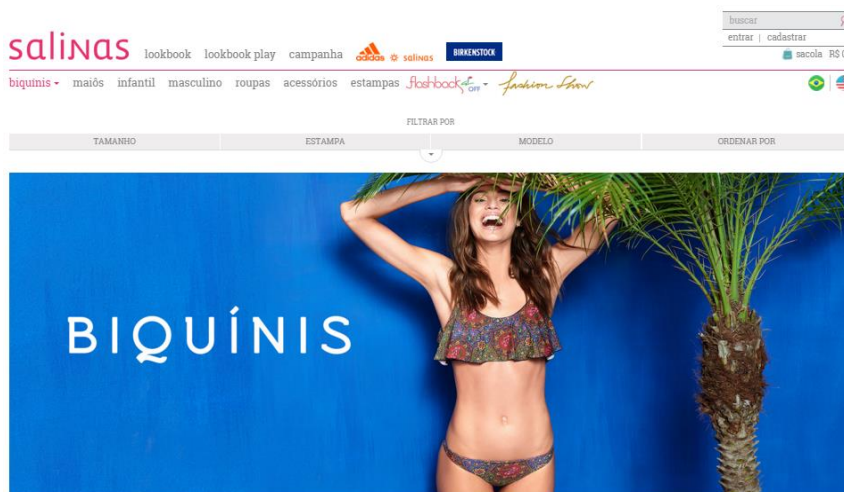 buscar
entrar | cadastrar
salinas lookbook lookbook play campanha adidas salinas BIRKENSTOCK
sacola R$
biquínis maiôs infantil masculino roupas acessórios estampas flashback OFF fashion Show
FILTRAR POR
TAMANHO ESTAMPA MODELO ORDENAR POR
BIQUÍNIS